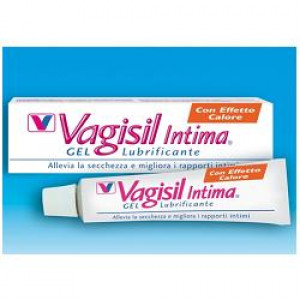 Con Effetto
Calore
Vagisil Intima®
GEL Lubrificante
Allevia la secchezza e migliora i rapporti intimi
Con Effetto
Calore
Vagisil Intima®
GEL Lubrificante
Allevia la secchezza e migliora i rapporti intimi